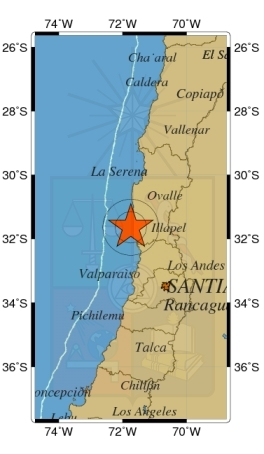 74˚W 72˚W 70˚W
26˚S 26˚S
Cha˜aral El Sa
Caldera
Copiapó
28˚S 28˚S
Vallenar
30˚S La Serena 30˚S
Ovalle
Illapel
32˚S 32˚S
Los Andes
Valparaiso
SANTIA
34˚S 34˚S
Rancagu
Pichilemu
Talca
36˚S 36˚S
Chillán
oncepción
Lebu Los Angeles
74˚W 72˚W 70˚W